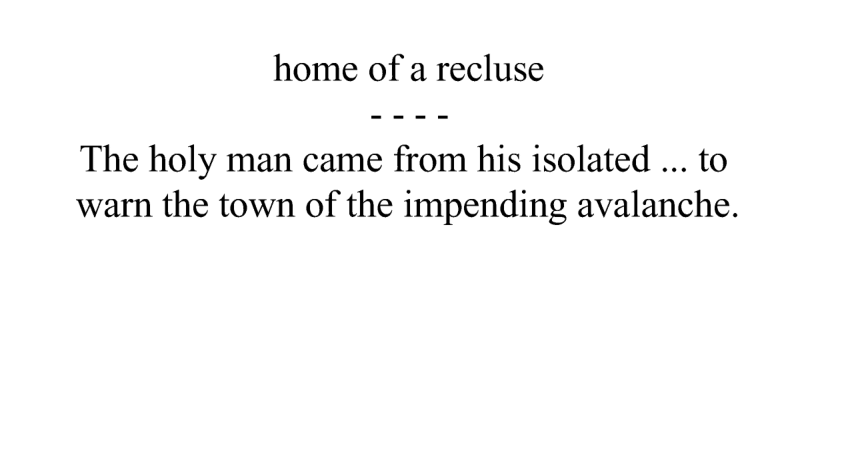 home of a recluse
- - - -
The holy man came from his isolated ... to
warn the town of the impending avalanche.